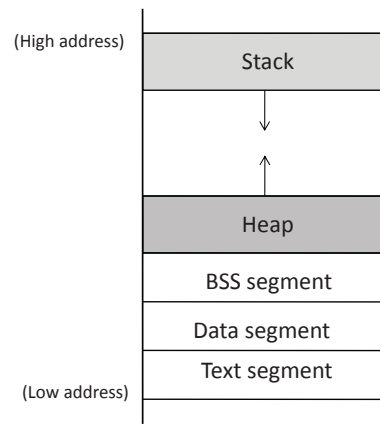 (High address)
Stack
Heap
BSS segment
Data segment
Text segment
(Low address)